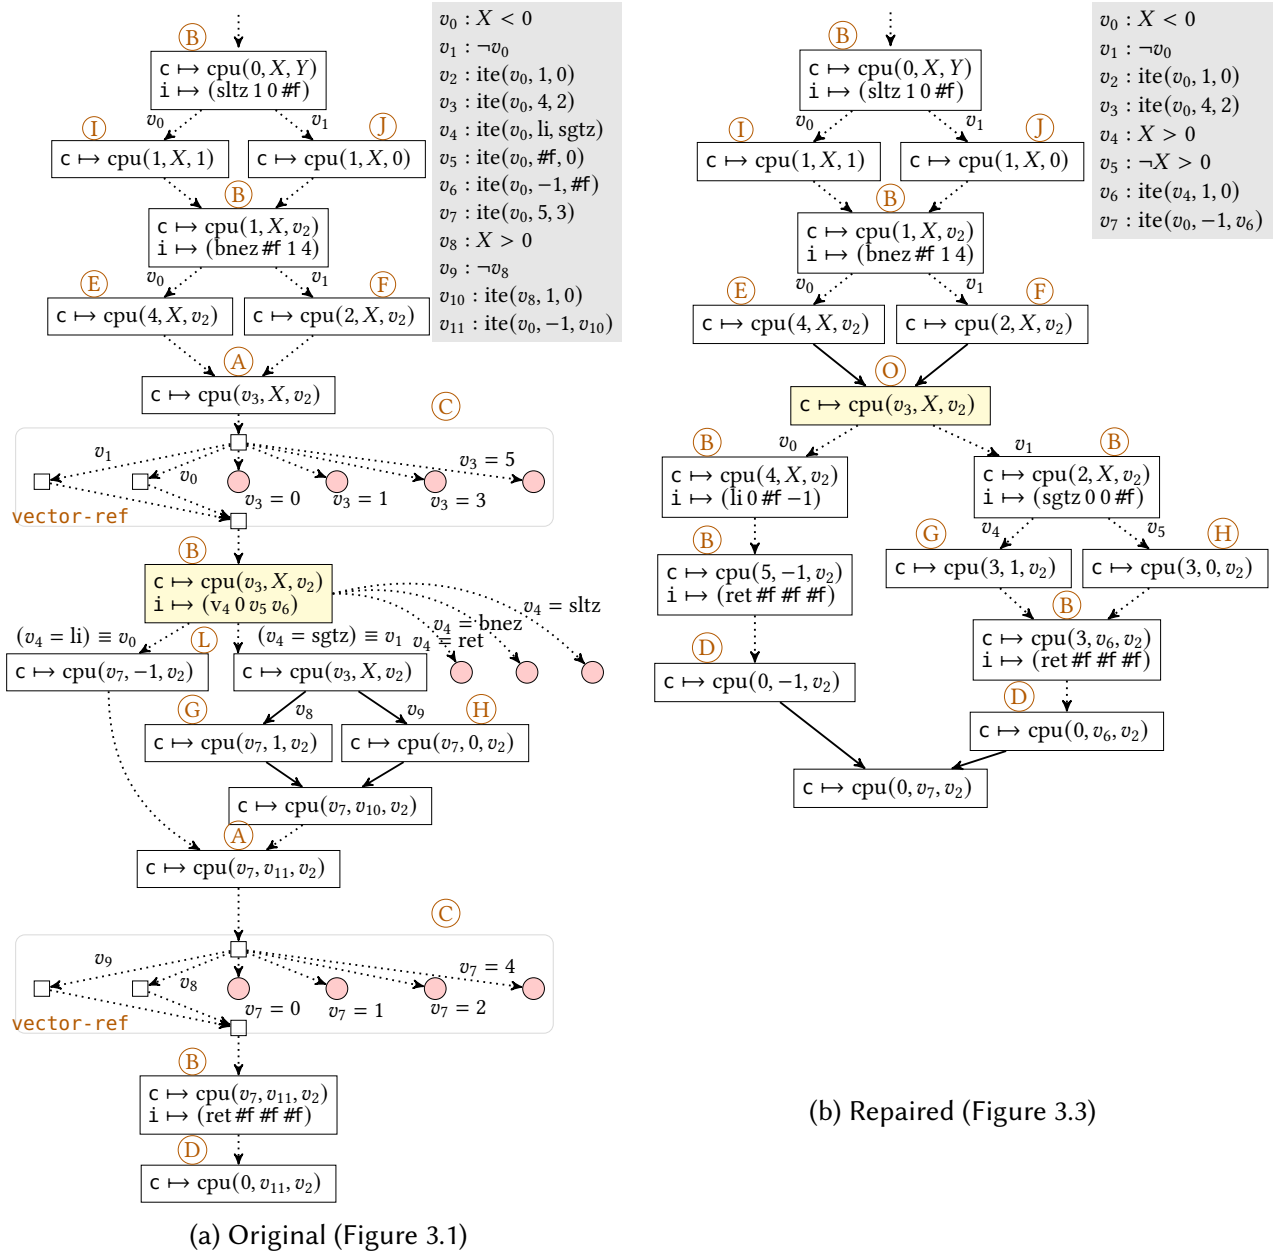 v₀ : X < 0
v₁ : ¬v₀
v₂ : ite(v₀, 1, 0)
v₃ : ite(v₀, 4, 2)
v₄ : ite(v₀, li, sgtz)
v₅ : ite(v₀, #f, 0)
v₆ : ite(v₀, −1, #f)
v₇ : ite(v₀, 5, 3)
v₈ : X > 0
v₉ : ¬v₈
v₁₀ : ite(v₈, 1, 0)
v₁₁ : ite(v₀, −1, v₁₀)
B
c ↦ cpu(0, X, Y)
i ↦ (sltz 1 0 #f)
v₀ v₁
I J
c ↦ cpu(1, X, 1) c ↦ cpu(1, X, 0)
B
c ↦ cpu(1, X, v₂)
i ↦ (bnez #f 1 4)
v₀ v₁
E F
c ↦ cpu(4, X, v₂) c ↦ cpu(2, X, v₂)
A
c ↦ cpu(v₃, X, v₂)
C
v₁ v₀ v₃ = 5
v₃ = 0 v₃ = 1 v₃ = 3
vector-ref
B
c ↦ cpu(v₃, X, v₂)
i ↦ (v₄ 0 v₅ v₆)
v₄ = sltz
v₄ = bnez
v₄ = ret
(v₄ = li) ≡ v₀ L (v₄ = sgtz) ≡ v₁
c ↦ cpu(v₇, −1, v₂) c ↦ cpu(v₃, X, v₂)
G v₈ v₉ H
c ↦ cpu(v₇, 1, v₂) c ↦ cpu(v₇, 0, v₂)
c ↦ cpu(v₇, v₁₀, v₂)
A
c ↦ cpu(v₇, v₁₁, v₂)
C
v₉ v₈ v₇ = 4
v₇ = 0 v₇ = 1 v₇ = 2
vector-ref
B
c ↦ cpu(v₇, v₁₁, v₂)
i ↦ (ret #f #f #f)
D
c ↦ cpu(0, v₁₁, v₂)
(a) Original (Figure 3.1)
v₀ : X < 0
v₁ : ¬v₀
v₂ : ite(v₀, 1, 0)
v₃ : ite(v₀, 4, 2)
v₄ : X > 0
v₅ : ¬X > 0
v₆ : ite(v₄, 1, 0)
v₇ : ite(v₀, −1, v₆)
B
c ↦ cpu(0, X, Y)
i ↦ (sltz 1 0 #f)
v₀ v₁
I J
c ↦ cpu(1, X, 1) c ↦ cpu(1, X, 0)
B
c ↦ cpu(1, X, v₂)
i ↦ (bnez #f 1 4)
v₀ v₁
E F
c ↦ cpu(4, X, v₂) c ↦ cpu(2, X, v₂)
O
c ↦ cpu(v₃, X, v₂)
v₀ v₁
B B
c ↦ cpu(4, X, v₂) c ↦ cpu(2, X, v₂)
i ↦ (li 0 #f −1) i ↦ (sgtz 0 0 #f)
v₄ v₅
B G H
c ↦ cpu(5, −1, v₂) c ↦ cpu(3, 1, v₂) c ↦ cpu(3, 0, v₂)
i ↦ (ret #f #f #f)
B
c ↦ cpu(3, v₆, v₂)
i ↦ (ret #f #f #f)
D D
c ↦ cpu(0, −1, v₂) c ↦ cpu(0, v₆, v₂)
c ↦ cpu(0, v₇, v₂)
(b) Repaired (Figure 3.3)